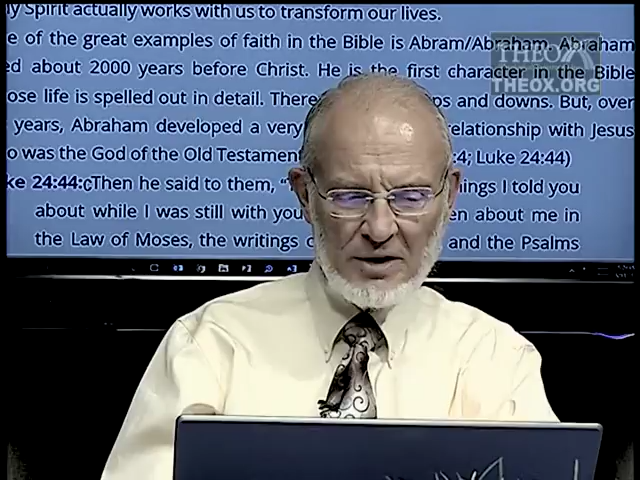 y Spirit actually works with us to transform our lives.
e of the great examples of faith in the Bible is Abram/Abraham. Abraham
d about 2000 years before Christ. He is the first character in the Bible
ose life is spelled out in detail. There ps and downs. But, over
years, Abraham developed a very relationship with Jesus
o was the God of the Old Testamen :4; Luke 24:44)
ke 24:44:cThen he said to them, “ ings I told you
about while I was still with you en about me in
the Law of Moses, the writings and the Psalms
THEOX
THEOX.ORG